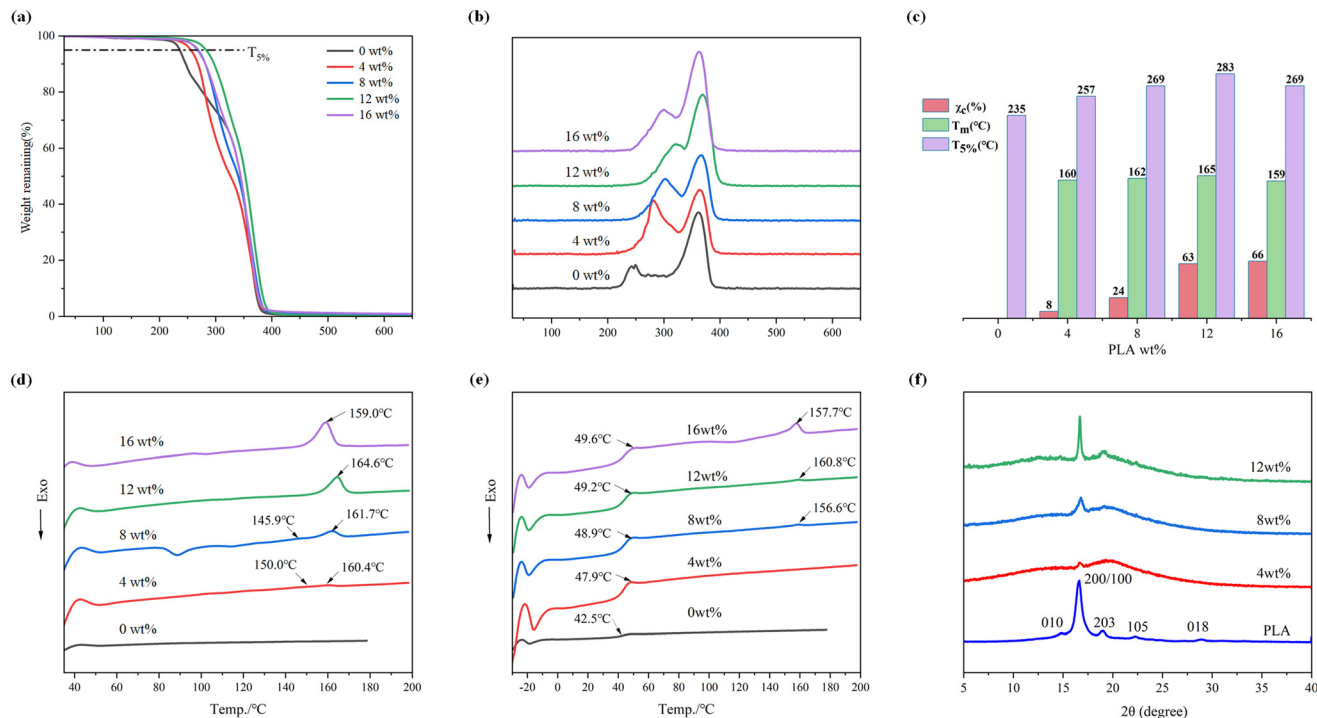 (a)
100
80
60
40
20
0
Weight remaining(%)
T5%
0 wt%
4 wt%
8 wt%
12 wt%
16 wt%
100
200
300
400
500
600
(b)
16 wt%
12 wt%
8 wt%
4 wt%
0 wt%
100
200
300
400
500
600
(c)
χc(%)
Tm(℃)
T5%(℃)
235
8
160
257
24
162
269
63
165
283
66
159
269
0
4
8
12
16
PLA wt%
(d)
Exo
16 wt%
159.0℃
12 wt%
164.6℃
8 wt%
145.9℃
161.7℃
4 wt%
150.0℃
160.4℃
0 wt%
40
60
80
100
120
140
160
180
200
Temp./℃
(e)
Exo
49.6℃
16wt%
157.7℃
49.2℃
12wt%
160.8℃
48.9℃
8wt%
156.6℃
47.9℃
4wt%
42.5℃
0wt%
-20
0
20
40
60
80
100
120
140
160
180
200
Temp./℃
(f)
12wt%
8wt%
4wt%
200/100
010
203
105
018
PLA
5
10
15
20
25
30
35
40
2θ (degree)